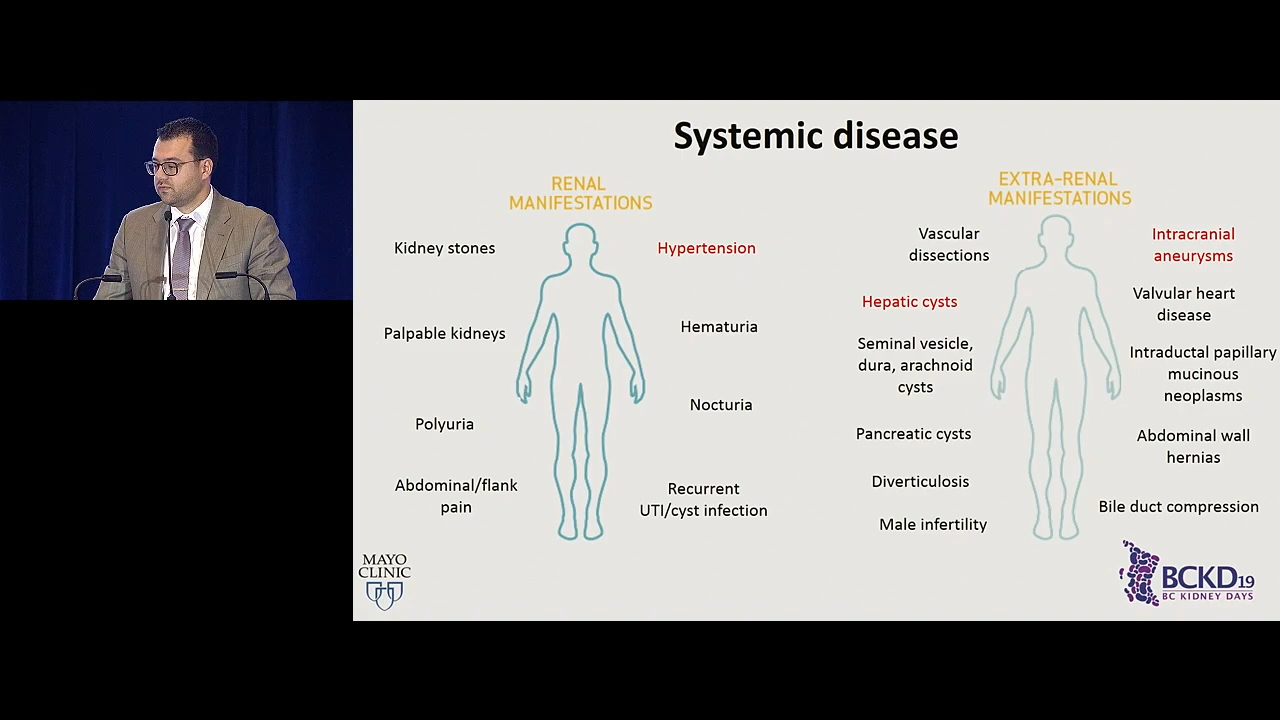 Systemic disease
RENAL
MANIFESTATIONS
Kidney stones
Hypertension
Palpable kidneys
Hematuria
Nocturia
Polyuria
Abdominal/flank
pain
Recurrent
UTI/cyst infection
EXTRA-RENAL
MANIFESTATIONS
Vascular
dissections
Intracranial
aneurysms
Hepatic cysts
Valvular heart
disease
Seminal vesicle,
dura, arachnoid
cysts
Intraductal papillary
mucinous
neoplasms
Pancreatic cysts
Abdominal wall
hernias
Diverticulosis
Bile duct compression
Male infertility
MAYO
CLINIC
BCKD19
BC KIDNEY DAYS